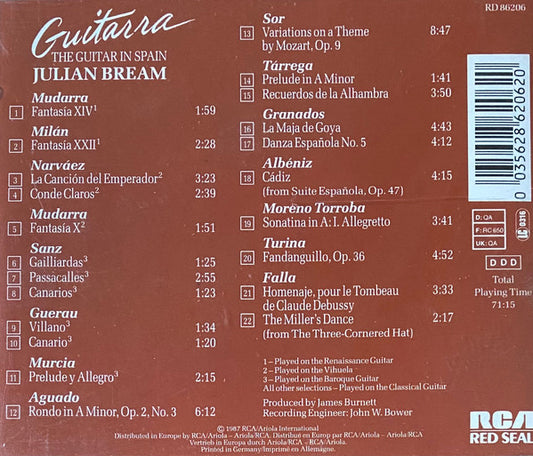 Guitarra
THE GUITAR IN SPAIN
JULIAN BREAM
Mudarra
1 Fantasía XIV¹ 1:59
Milán
2 Fantasía XXII¹ 2:28
Narváez
3 La Canción del Emperador² 3:23
4 Conde Claros² 2:39
Mudarra
5 Fantasía X² 1:51
Sanz
6 Gailliardas³ 1:25
7 Passacalles³ 2:55
8 Canarios³ 1:23
Guerau
9 Villano³ 1:34
10 Canario³ 1:20
Murcia
11 Prelude y Allegro³ 2:15
Aguado
12 Rondo in A Minor, Op. 2, No. 3 6:12
Sor
13 Variations on a Theme 8:47
by Mozart, Op. 9
Tárrega
14 Prelude in A Minor 1:41
15 Recuerdos de la Alhambra 3:50
Granados
16 La Maja de Goya 4:43
17 Danza Española No. 5 4:12
Albéniz
18 Cádiz 4:15
(from Suite Española, Op. 47)
Moreno Torroba
19 Sonatina in A: I. Allegretto 3:41
Turina
20 Fandanguillo, Op. 36 4:52
Falla
21 Homenaje, pour le Tombeau 3:33
de Claude Debussy
22 The Miller's Dance 2:17
(from The Three-Cornered Hat)
1 – Played on the Renaissance Guitar
2 – Played on the Vihuela
3 – Played on the Baroque Guitar
All other selections – Played on the Classical Guitar
Produced by James Burnett
Recording Engineer: John W. Bower
RD 86206
0 035628 620620
D: QA
F: RC 650
UK: QA
LC 0316
D D D
Total
Playing Time
71:15
RCA
RED SEAL
℗ 1987 RCA/Ariola International
Distributed in Europe by RCA/Ariola – Ariola/RCA. Distribué en Europe par RCA/Ariola – Ariola/RCA
Vertrieb in Europa durch Ariola/RCA – RCA/Ariola.
Printed in Germany/Imprimé en Allemagne.